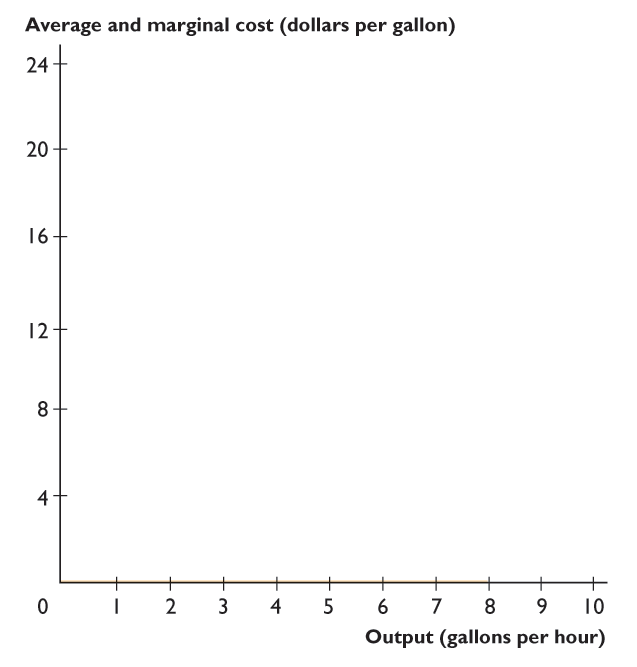 Average and marginal cost (dollars per gallon)
24
20
16
12
8
4
0 1 2 3 4 5 6 7 8 9 10
Output (gallons per hour)